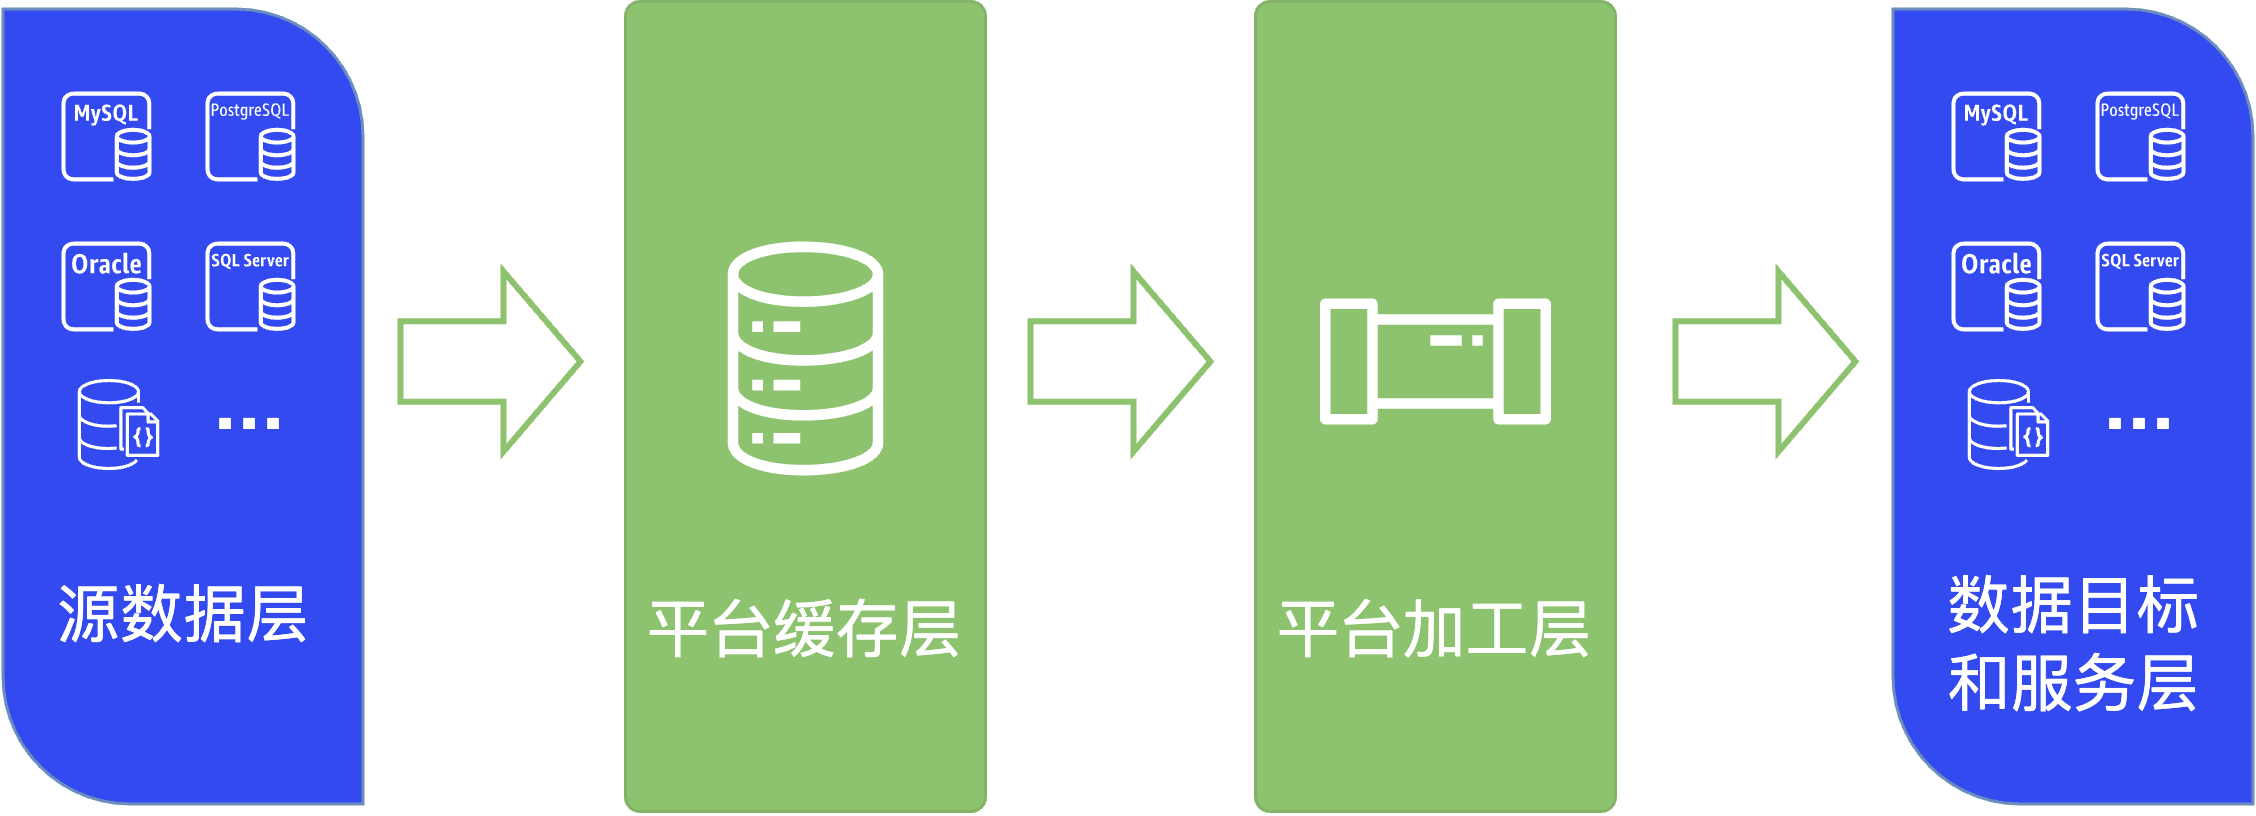 MySQL
PostgreSQL
Oracle
SQL Server
{}
...
源数据层
平台缓存层
平台加工层
MySQL
PostgreSQL
Oracle
SQL Server
{}
...
数据目标
和服务层